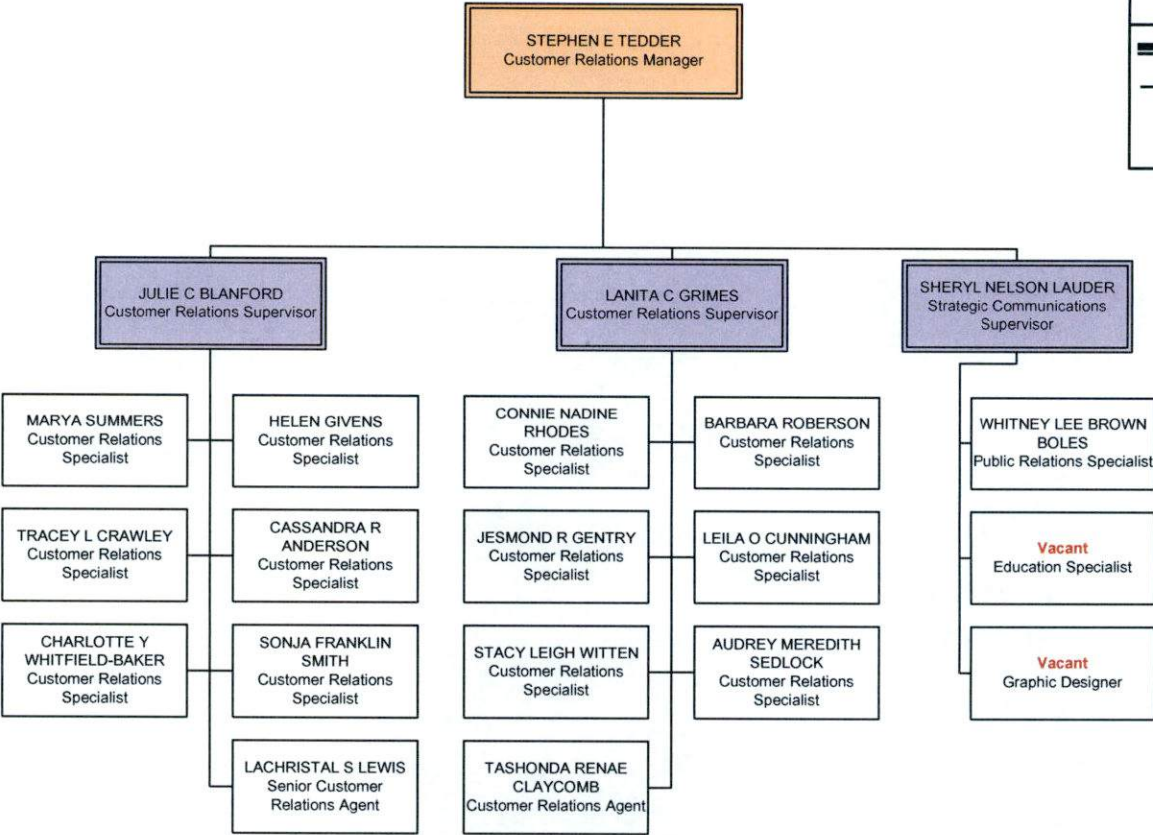 STEPHEN E TEDDER
Customer Relations Manager
JULIE C BLANFORD
Customer Relations Supervisor
LANITA C GRIMES
Customer Relations Supervisor
SHERYL NELSON LAUDER
Strategic Communications
Supervisor
MARYA SUMMERS
Customer Relations
Specialist
HELEN GIVENS
Customer Relations
Specialist
CONNIE NADINE
RHODES
Customer Relations
Specialist
BARBARA ROBERSON
Customer Relations
Specialist
WHITNEY LEE BROWN
BOLES
Public Relations Specialist
TRACEY L CRAWLEY
Customer Relations
Specialist
CASSANDRA R
ANDERSON
Customer Relations
Specialist
JESMOND R GENTRY
Customer Relations
Specialist
LEILA O CUNNINGHAM
Customer Relations
Specialist
Vacant
Education Specialist
CHARLOTTE Y
WHITFIELD-BAKER
Customer Relations
Specialist
SONJA FRANKLIN
SMITH
Customer Relations
Specialist
STACY LEIGH WITTEN
Customer Relations
Specialist
AUDREY MEREDITH
SEDLOCK
Customer Relations
Specialist
Vacant
Graphic Designer
LACHRISTAL S LEWIS
Senior Customer
Relations Agent
TASHONDA RENAE
CLAYCOMB
Customer Relations Agent